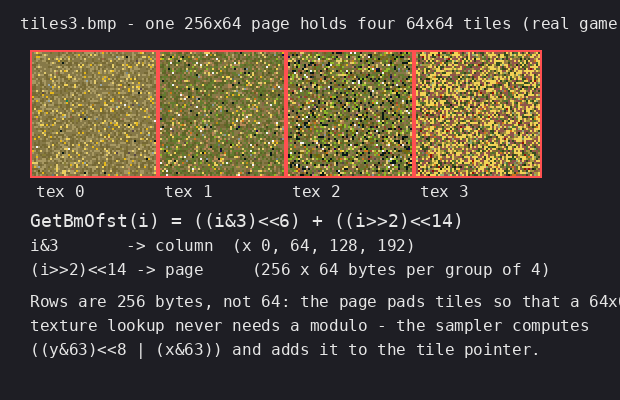 tiles3.bmp - one 256x64 page holds four 64x64 tiles (real game
tex 0 tex 1 tex 2 tex 3
GetBmOfst(i) = ((i&3)<<6) + ((i>>2)<<14)
i&3 -> column (x 0, 64, 128, 192)
(i>>2)<<14 -> page (256 x 64 bytes per group of 4)
Rows are 256 bytes, not 64: the page pads tiles so that a 64x
texture lookup never needs a modulo - the sampler computes
((y&63)<<8 | (x&63)) and adds it to the tile pointer.